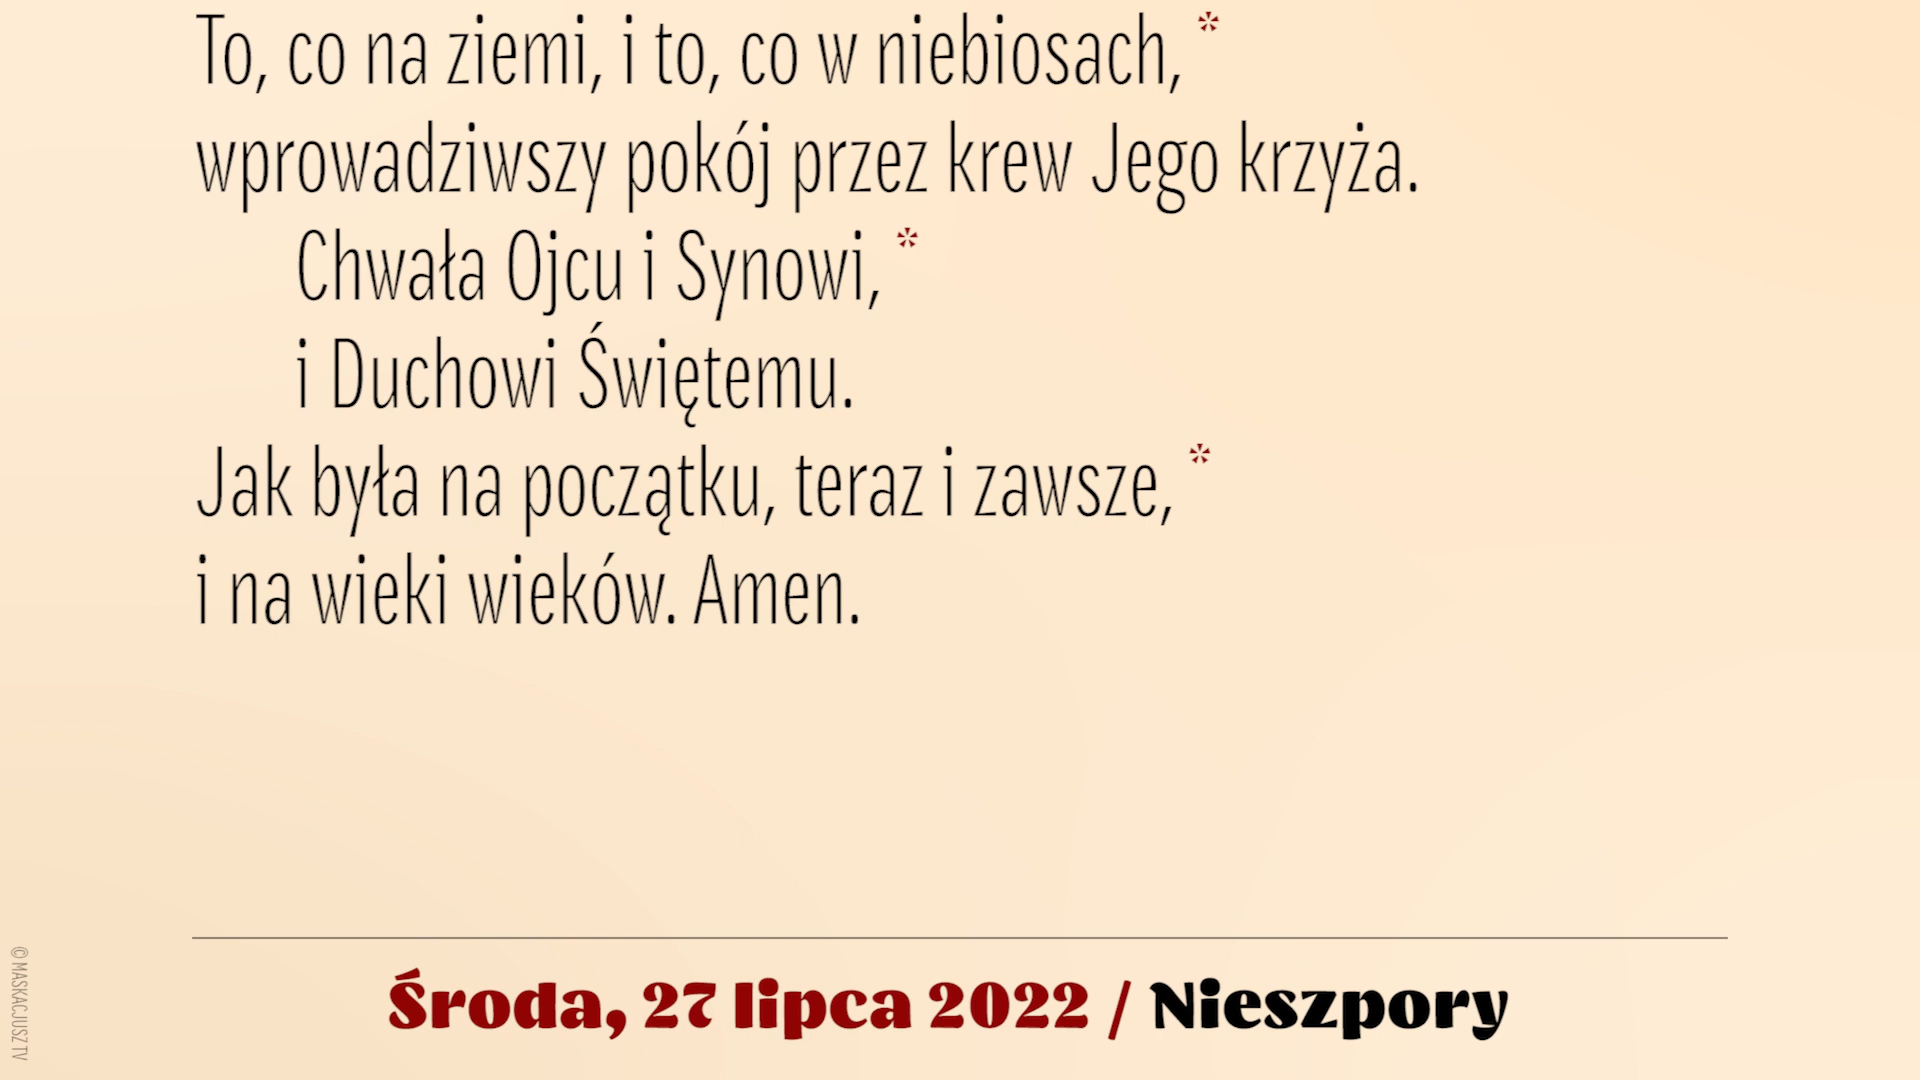 To, co na ziemi, i to, co w niebiosach, *
wprowadziwszy pokój przez krew Jego krzyża.
Chwała Ojcu i Synowi, *
i Duchowi Świętemu.
Jak była na początku, teraz i zawsze, *
i na wieki wieków. Amen.
Środa, 27 lipca 2022 / Nieszpory
© MASKACJUSZ TV